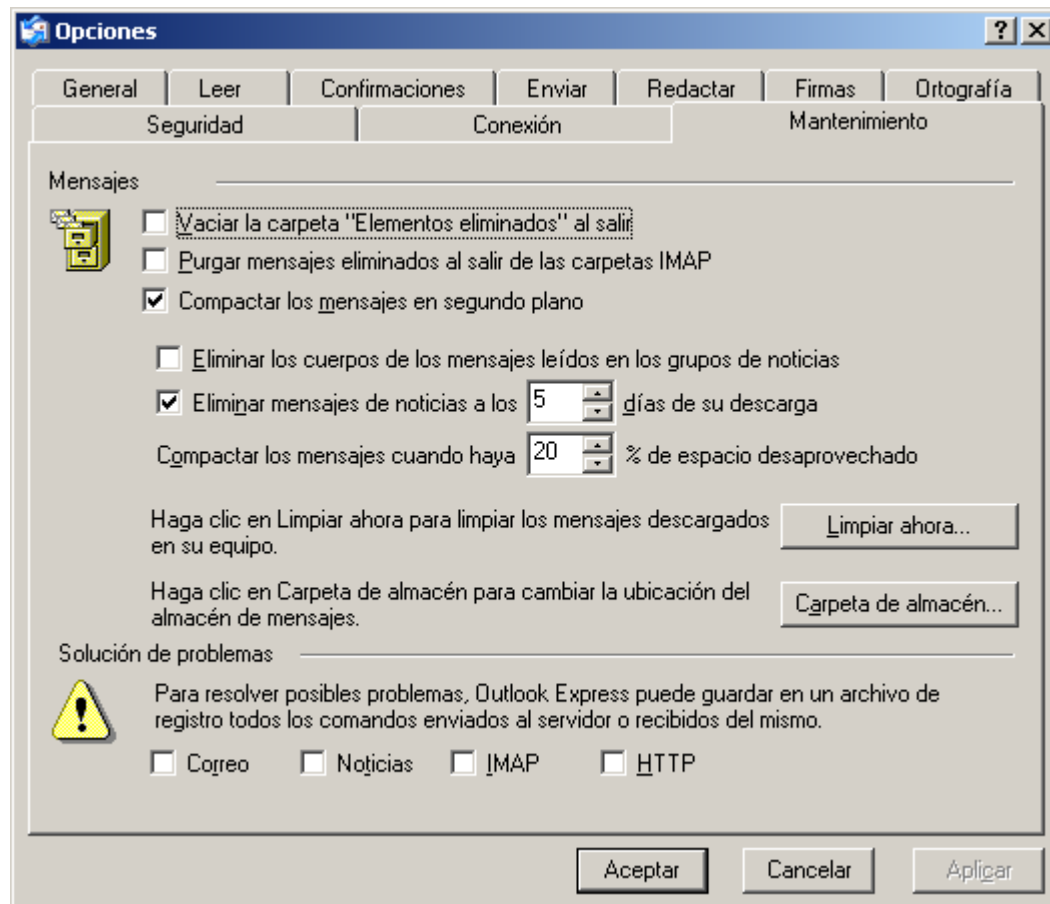 Opciones
General Leer Confirmaciones Enviar Redactar Firmas Ortografía
Seguridad Conexión Mantenimiento
Mensajes
Vaciar la carpeta "Elementos eliminados" al salir
Purgar mensajes eliminados al salir de las carpetas IMAP
Compactar los mensajes en segundo plano
Eliminar los cuerpos de los mensajes leídos en los grupos de noticias
Eliminar mensajes de noticias a los 5 días de su descarga
Compactar los mensajes cuando haya 20 % de espacio desaprovechado
Haga clic en Limpiar ahora para limpiar los mensajes descargados
en su equipo.
Limpiar ahora...
Haga clic en Carpeta de almacén para cambiar la ubicación del
almacén de mensajes.
Carpeta de almacén...
Solución de problemas
Para resolver posibles problemas, Outlook Express puede guardar en un archivo de
registro todos los comandos enviados al servidor o recibidos del mismo.
Correo Noticias IMAP HTTP
Aceptar Cancelar Aplicar